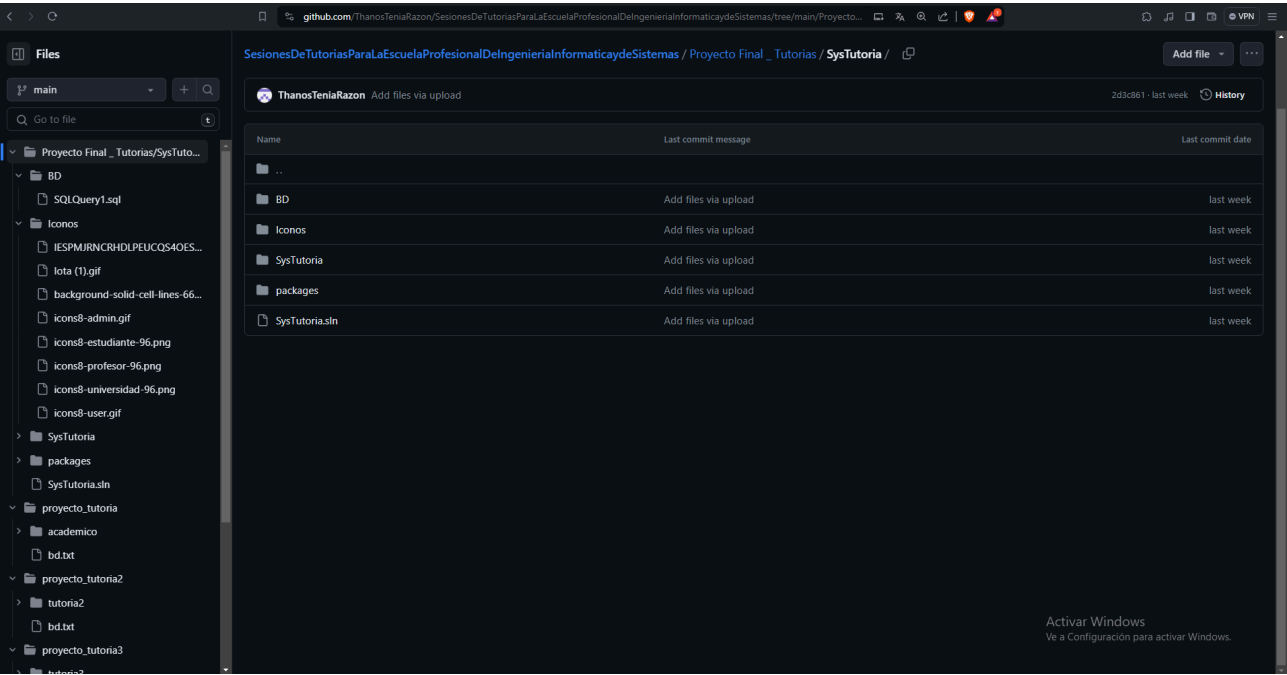 github.com/ThanosTeniaRazon/SesionesDeTutoriasParaLaEscuelaProfesionalDeIngenieriaInformaticaydeSistemas/tree/main/Proyecto...
VPN
Files
main
Go to file
t
Proyecto Final _ Tutorias/SysTuto...
BD
SQLQuery1.sql
Iconos
IESPMJRNCRHDLPEUCQS4OES...
lota (1).gif
background-solid-cell-lines-66...
icons8-admin.gif
icons8-estudiante-96.png
icons8-profesor-96.png
icons8-universidad-96.png
icons8-user.gif
SysTutoria
packages
SysTutoria.sln
proyecto_tutoria
academico
bd.txt
proyecto_tutoria2
tutoria2
bd.txt
proyecto_tutoria3
tutoria3
SesionesDeTutoriasParaLaEscuelaProfesionalDeIngenieriaInformaticaydeSistemas / Proyecto Final _ Tutorias / SysTutoria /
Add file
ThanosTeniaRazon Add files via upload 2d3c861 · last week History
Name Last commit message Last commit date
..
BD Add files via upload last week
Iconos Add files via upload last week
SysTutoria Add files via upload last week
packages Add files via upload last week
SysTutoria.sln Add files via upload last week
Activar Windows
Ve a Configuración para activar Windows.